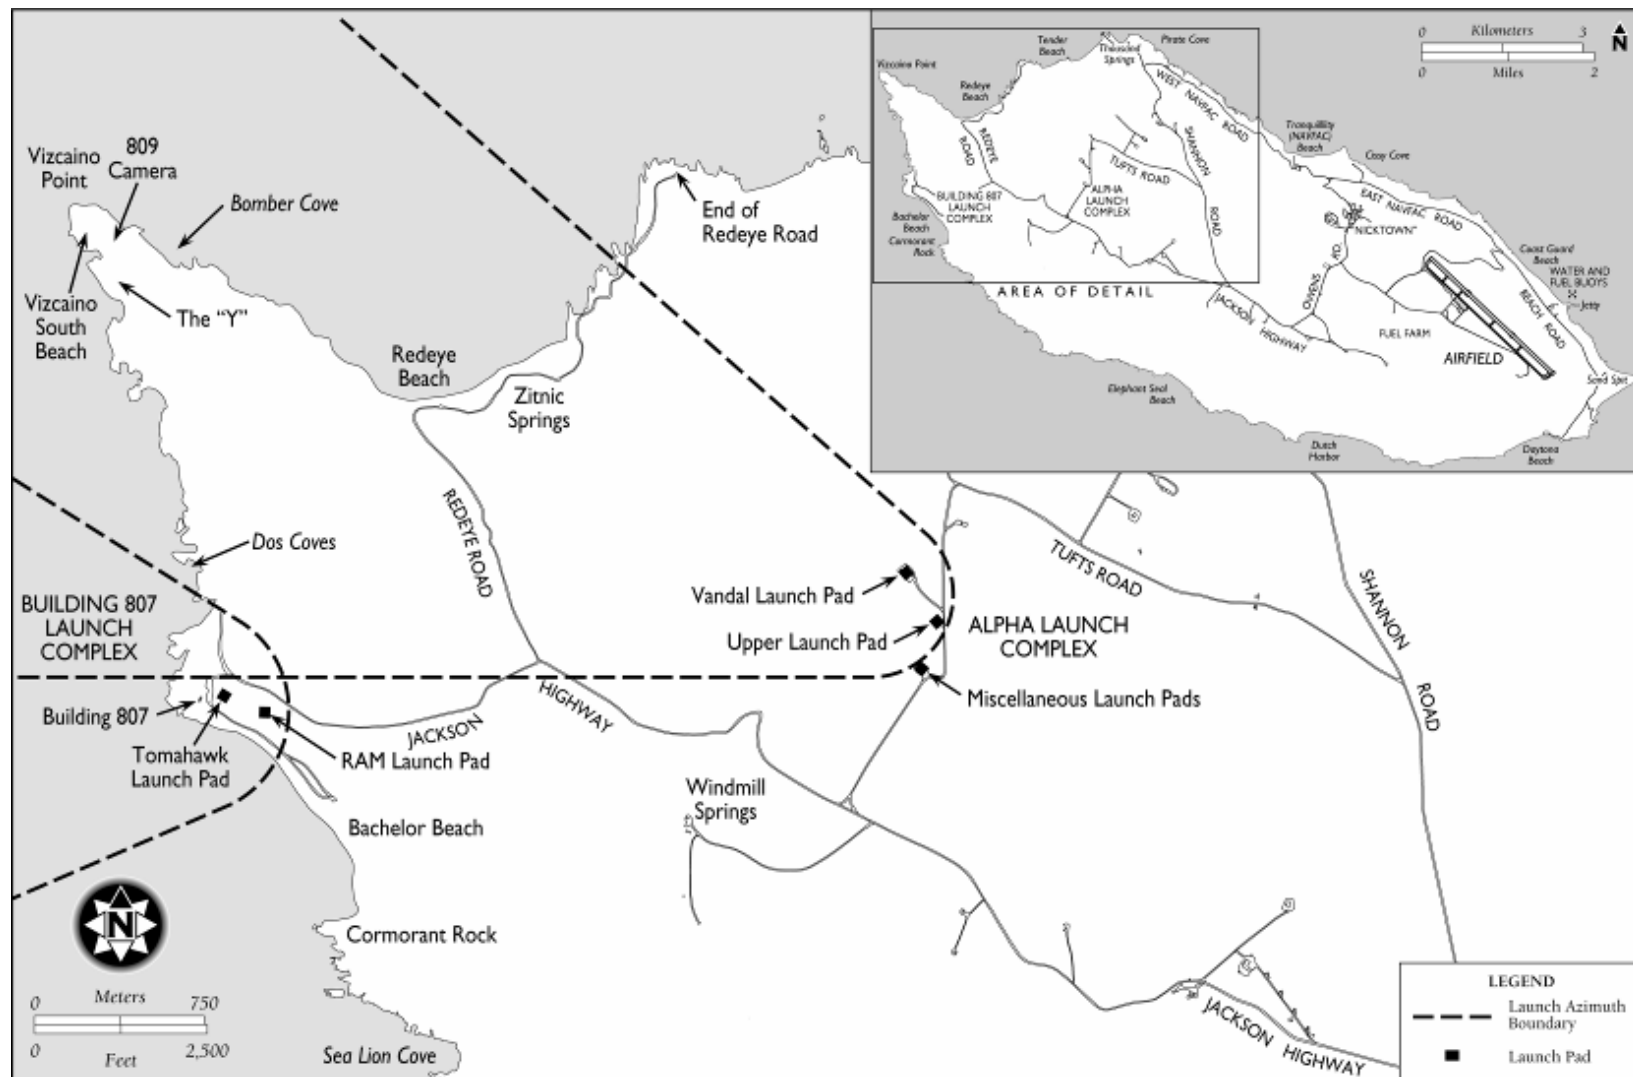 Vizcaino
Point
809
Camera
Bomber Cove
Vizcaino
South
Beach
The “Y”
Redeye
Beach
Zitnic
Springs
End of
Redeye Road
REDEYE ROAD
Dos Coves
BUILDING 807
LAUNCH
COMPLEX
Building 807
Tomahawk
Launch Pad
RAM Launch Pad
JACKSON
HIGHWAY
Vandal Launch Pad
Upper Launch Pad
ALPHA LAUNCH
COMPLEX
Miscellaneous Launch Pads
TUFTS ROAD
SHANNON
ROAD
Windmill
Springs
Bachelor Beach
Cormorant Rock
Sea Lion Cove
JACKSON HIGHWAY
N
0 Meters 750
0 Feet 2,500
LEGEND
Launch Azimuth
Boundary
Launch Pad
Vizcaino Point
Redeye
Beach
Tender
Beach
Thousand
Springs
Pirate Cove
WEST NAVFAC ROAD
REDEYE
ROAD
TUFTS ROAD
SHANNON
ROAD
BUILDING 807
LAUNCH
COMPLEX
ALPHA
LAUNCH
COMPLEX
Bachelor
Beach
Cormorant
Rock
AREA OF DETAIL
Tranquillity
(NAVFAC)
Beach
Cissy Cove
EAST NAVFAC ROAD
"NICKTOWN"
OWENS RD.
JACKSON
HIGHWAY
FUEL FARM
AIRFIELD
BEACH ROAD
Coast Guard
Beach
WATER AND
FUEL BUOYS
Jetty
Sand Spit
Daytona
Beach
Dutch
Harbor
Elephant Seal
Beach
0 Kilometers 3
0 Miles 2
N